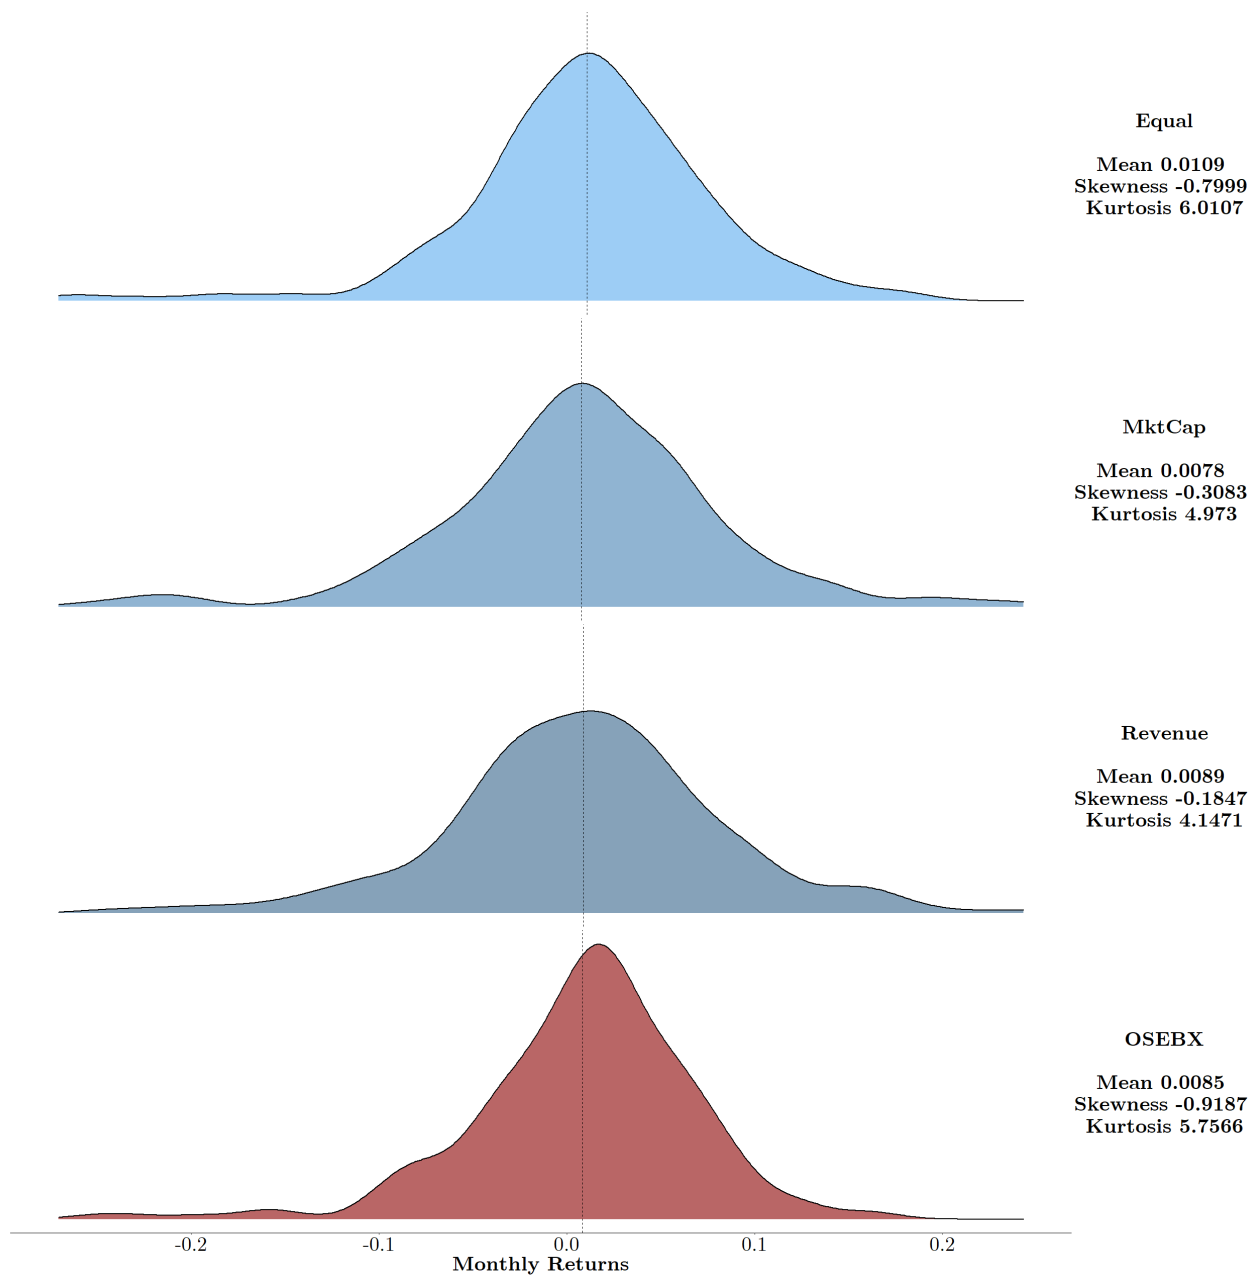 Equal
Mean 0.0109
Skewness -0.7999
Kurtosis 6.0107
MktCap
Mean 0.0078
Skewness -0.3083
Kurtosis 4.973
Revenue
Mean 0.0089
Skewness -0.1847
Kurtosis 4.1471
OSEBX
Mean 0.0085
Skewness -0.9187
Kurtosis 5.7566
-0.2 -0.1 0.0 0.1 0.2
Monthly Returns